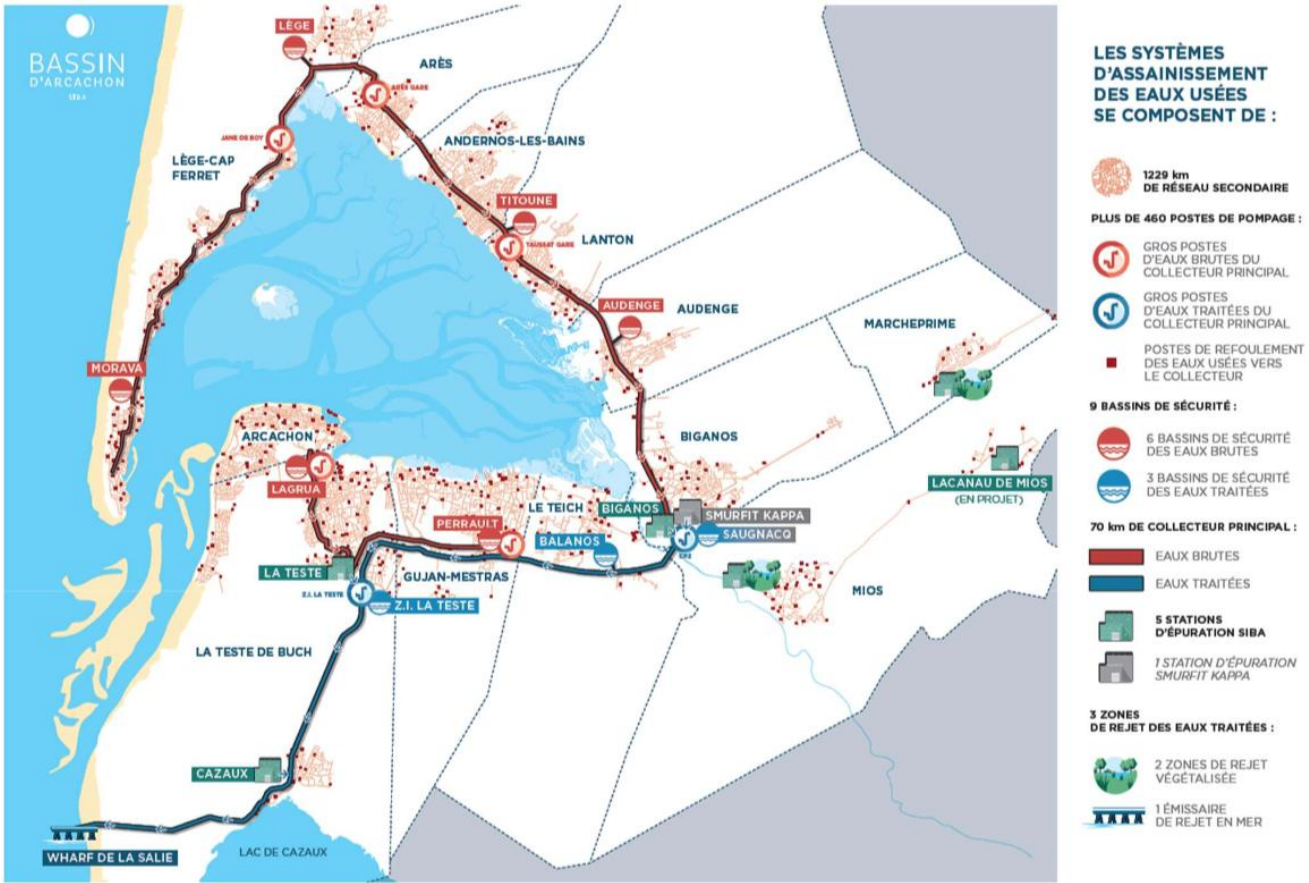 BASSIN
D'ARCACHON
LÈGE
ARÈS
ARÈS GARE
JANE DE BOY
ANDERNOS-LES-BAINS
LÈGE-CAP
FERRET
TITOUNE
TAUSSAT GARE
LANTON
AUDENGE
AUDENGE
MARCHEPRIME
MORAVA
ARCACHON
BIGANOS
LAGRUA
LACANAU DE MIOS
(EN PROJET)
LE TEICH
BIGANOS
SMURFIT KAPPA
PERRAULT
BALANOS
SAUGNACQ
CP2
LA TESTE
GUJAN-MESTRAS
Z.I. LA TESTE
Z.I. LA TESTE
MIOS
LA TESTE DE BUCH
CAZAUX
LAC DE CAZAUX
WHARF DE LA SALIE
LES SYSTÈMES
D'ASSAINISSEMENT
DES EAUX USÉES
SE COMPOSENT DE :
1229 km
DE RÉSEAU SECONDAIRE
PLUS DE 460 POSTES DE POMPAGE :
GROS POSTES
D'EAUX BRUTES DU
COLLECTEUR PRINCIPAL
GROS POSTES
D'EAUX TRAITÉES DU
COLLECTEUR PRINCIPAL
POSTES DE REFOULEMENT
DES EAUX USÉES VERS
LE COLLECTEUR
9 BASSINS DE SÉCURITÉ :
6 BASSINS DE SÉCURITÉ
DES EAUX BRUTES
3 BASSINS DE SÉCURITÉ
DES EAUX TRAITÉES
70 km DE COLLECTEUR PRINCIPAL :
EAUX BRUTES
EAUX TRAITÉES
5 STATIONS
D'ÉPURATION SIBA
1 STATION D'ÉPURATION
SMURFIT KAPPA
3 ZONES
DE REJET DES EAUX TRAITÉES :
2 ZONES DE REJET
VÉGÉTALISÉE
1 ÉMISSAIRE
DE REJET EN MER